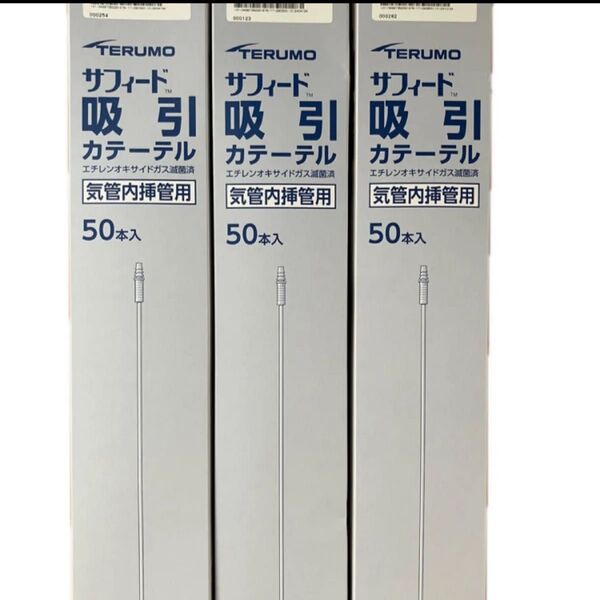 000254
TERUMO
サフィード™
吸引
カテーテル
エチレンオキサイドガス滅菌済
気管内挿管用
50本入
000123
TERUMO
サフィード™
吸引
カテーテル
エチレンオキサイドガス滅菌済
気管内挿管用
50本入
000262
TERUMO
サフィード™
吸引
カテーテル
エチレンオキサイドガス滅菌済
気管内挿管用
50本入